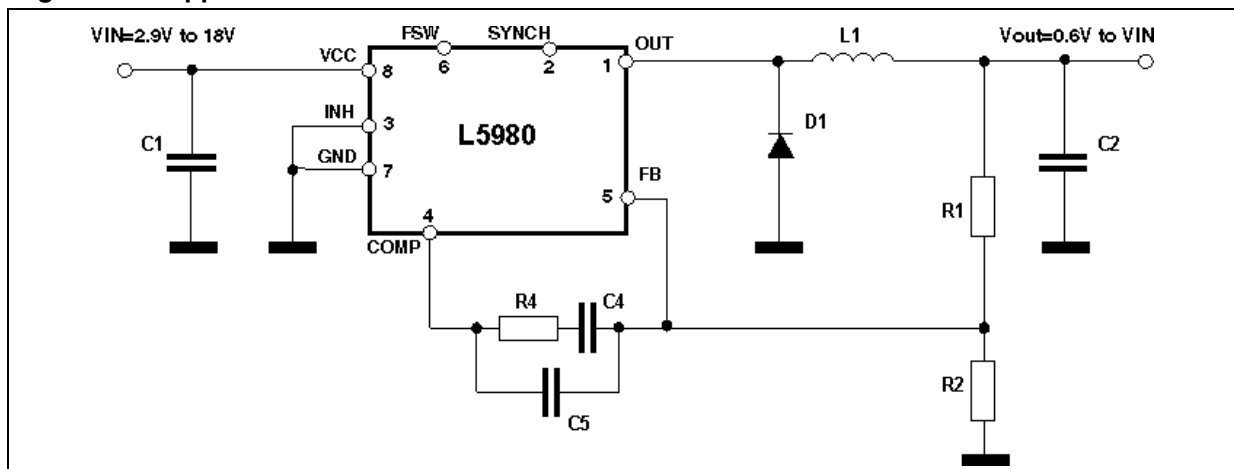 VIN=2.9V to 18V
FSW
SYNCH
OUT
L1
Vout=0.6V to VIN
VCC
8
6
2
1
INH
3
C1
L5980
D1
C2
GND
7
FB
5
R1
4
COMP
R4
C4
R2
C5